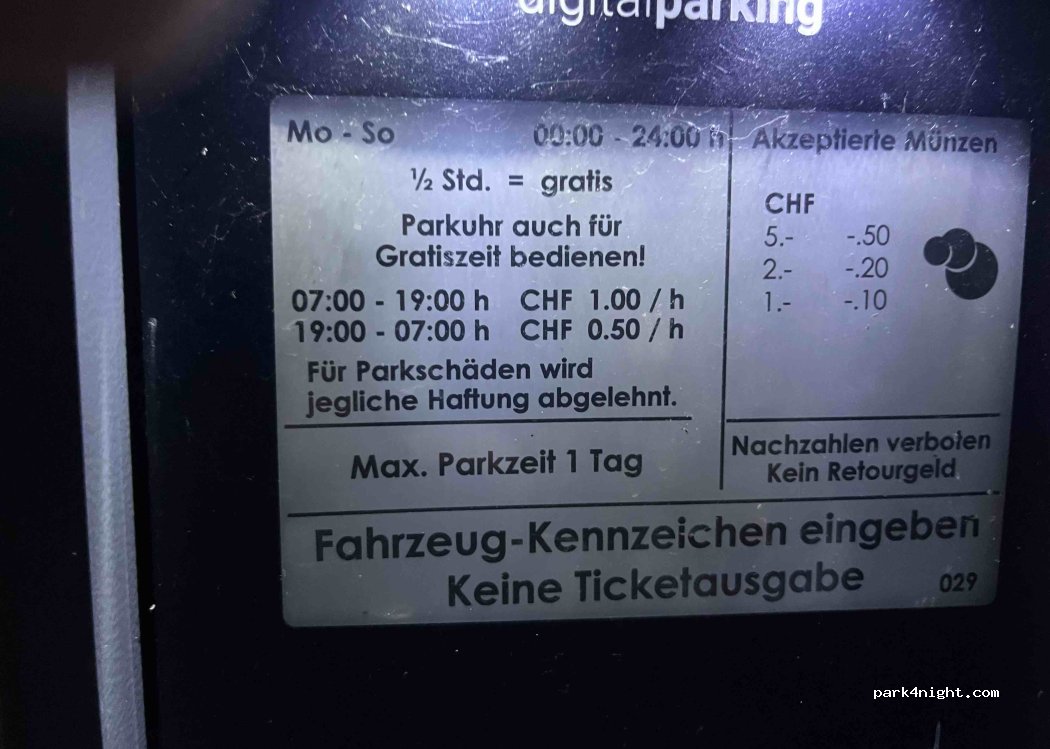 digitalparking
Mo - So 00:00 - 24:00 h
½ Std. = gratis
Parkuhr auch für
Gratiszeit bedienen!
07:00 - 19:00 h CHF 1.00 / h
19:00 - 07:00 h CHF 0.50 / h
Für Parkschäden wird
jegliche Haftung abgelehnt.
Max. Parkzeit 1 Tag
Akzeptierte Münzen
CHF
5.- -.50
2.- -.20
1.- -.10
Nachzahlen verboten
Kein Retourgeld
Fahrzeug-Kennzeichen eingeben
Keine Ticketausgabe 029
park4night.com